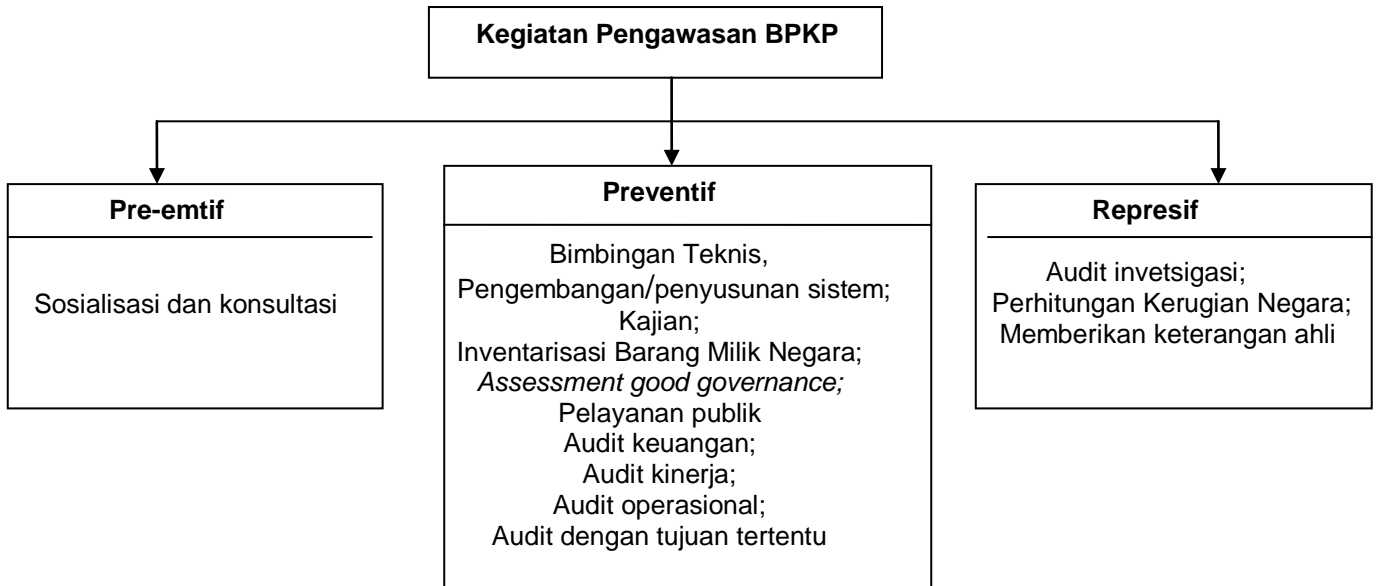 Kegiatan Pengawasan BPKP
Pre-emtif
Sosialisasi dan konsultasi
Preventif
Bimbingan Teknis,
Pengembangan/penyusunan sistem;
Kajian;
Inventarisasi Barang Milik Negara;
Assessment good governance;
Pelayanan publik
Audit keuangan;
Audit kinerja;
Audit operasional;
Audit dengan tujuan tertentu
Represif
Audit invetsigasi;
Perhitungan Kerugian Negara;
Memberikan keterangan ahli